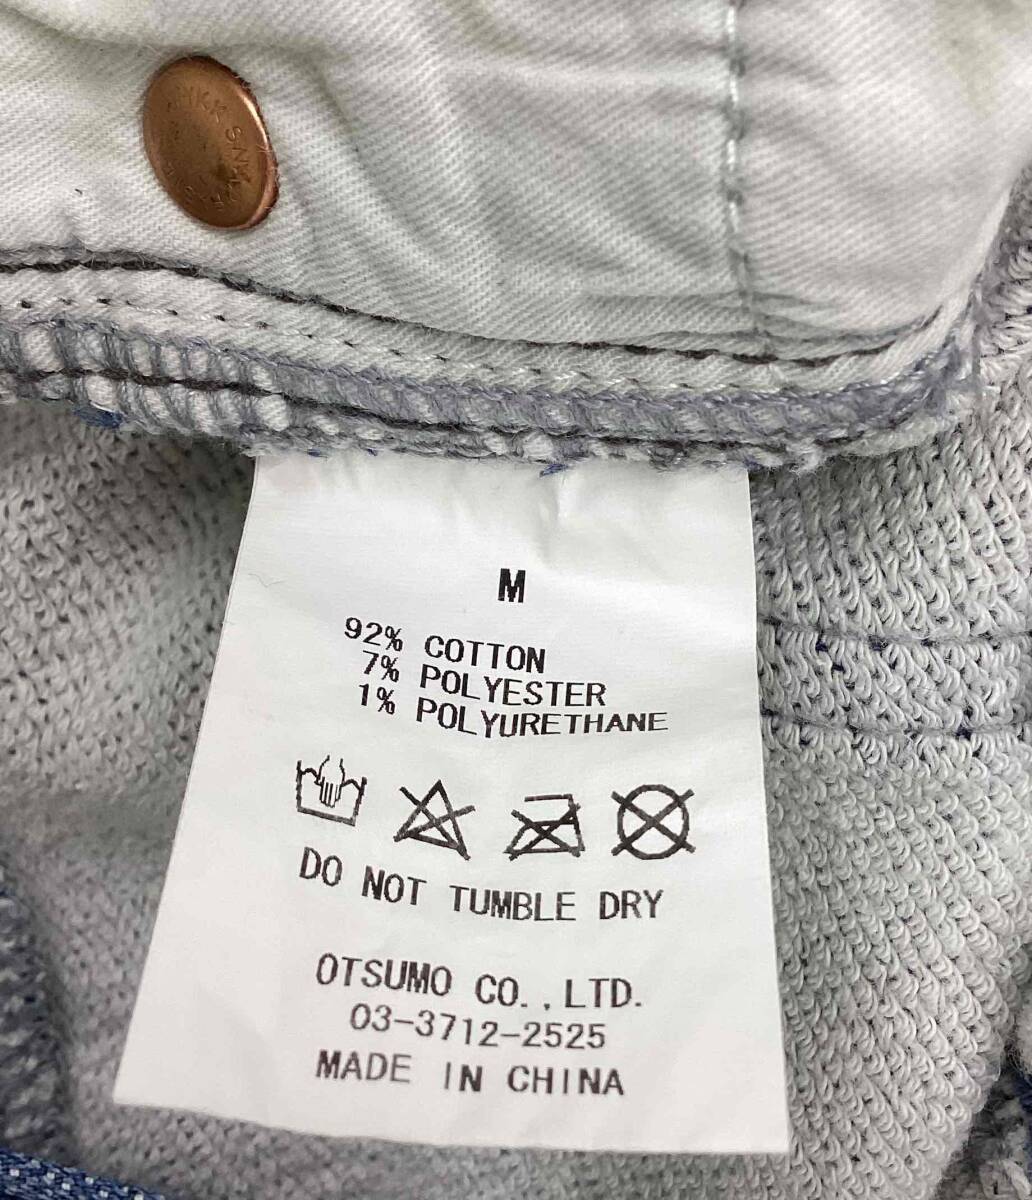 M
92% COTTON
7% POLYESTER
1% POLYURETHANE
DO NOT TUMBLE DRY
OTSUMO CO.,LTD.
03-3712-2525
MADE IN CHINA